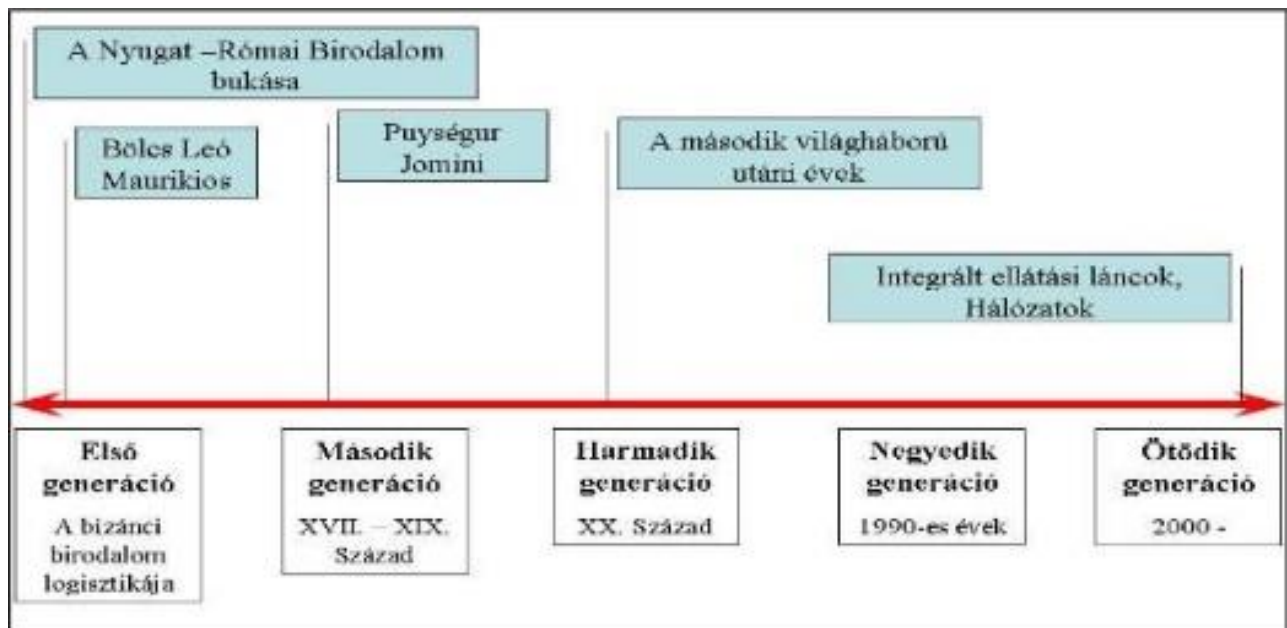 A Nyugat –Római Birodalom
bukása
Bölcs Leó
Maurikios
Puységur
Jomini
A második világháború
utáni évek
Integrált ellátási láncok,
Hálózatok
Első
generáció
A bizánci
birodalom
logisztikája
Második
generáció
XVII. – XIX.
Század
Harmadik
generáció
XX. Század
Negyedik
generáció
1990-es évek
Ötödik
generáció
2000 -